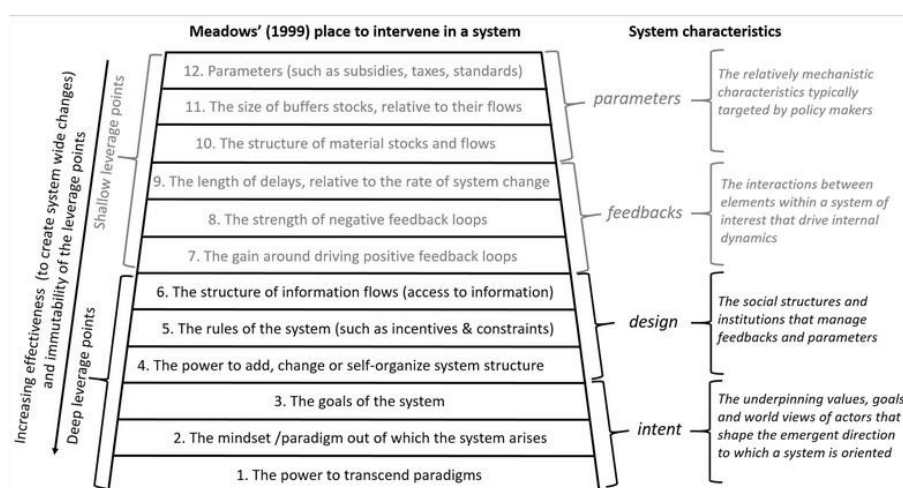 Meadows' (1999) place to intervene in a system
System characteristics
Increasing effectiveness (to create system wide changes)
and immutability of the leverage points
Shallow leverage points
Deep leverage points
12. Parameters (such as subsidies, taxes, standards)
11. The size of buffers stocks, relative to their flows
10. The structure of material stocks and flows
9. The length of delays, relative to the rate of system change
8. The strength of negative feedback loops
7. The gain around driving positive feedback loops
6. The structure of information flows (access to information)
5. The rules of the system (such as incentives & constraints)
4. The power to add, change or self-organize system structure
3. The goals of the system
2. The mindset /paradigm out of which the system arises
1. The power to transcend paradigms
parameters
The relatively mechanistic
characteristics typically
targeted by policy makers
feedbacks
The interactions between
elements within a system of
interest that drive internal
dynamics
design
The social structures and
institutions that manage
feedbacks and parameters
intent
The underpinning values, goals
and world views of actors that
shape the emergent direction
to which a system is oriented